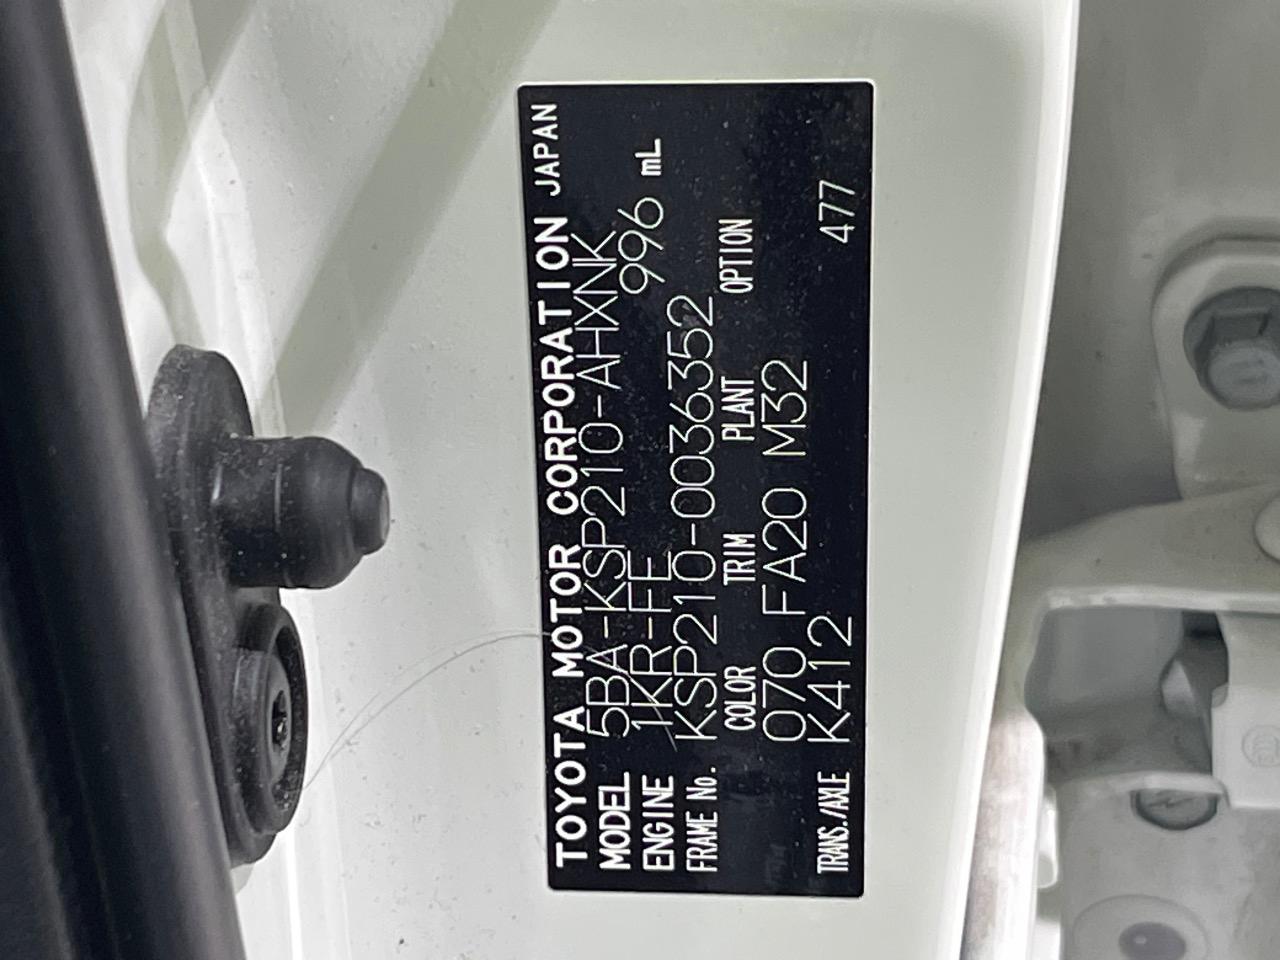 TOYOTA MOTOR CORPORATION JAPAN
MODEL 5BA-KSP210-AHXNK
ENGINE 1KR-FE 996 mL
FRAME No. KSP210-0036352
COLOR TRIM PLANT OPTION
070 FA20 M32
TRANS./AXLE K412 477